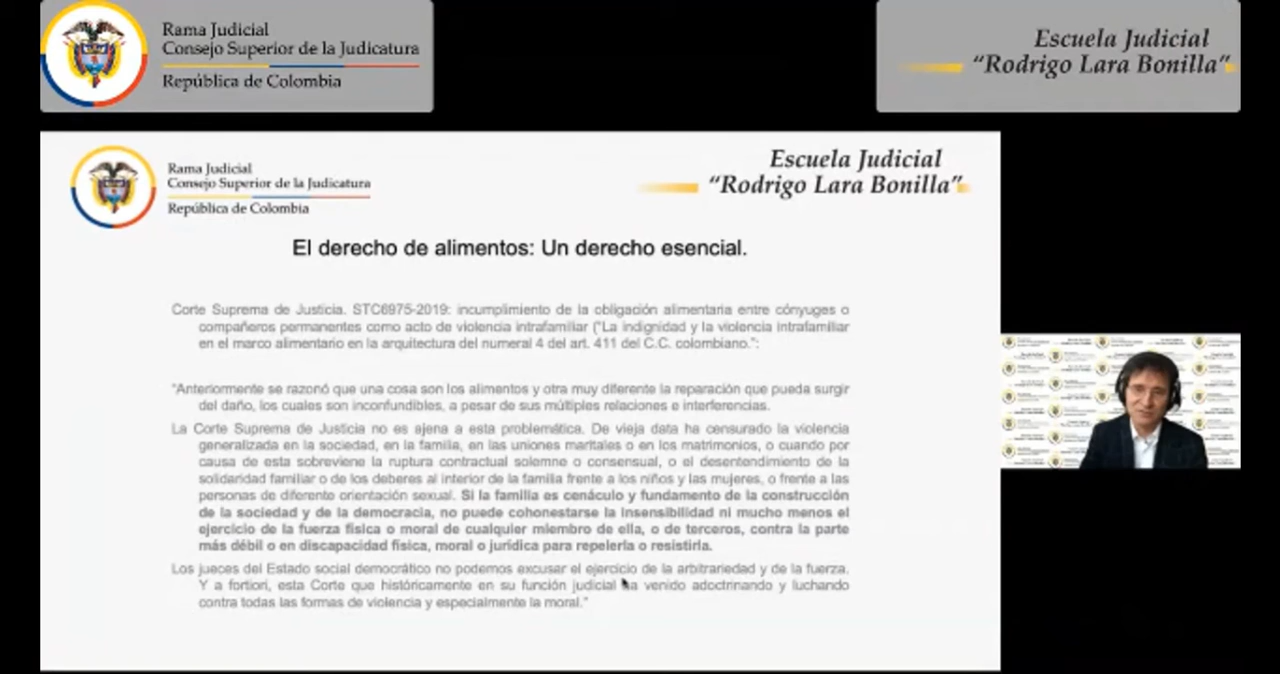 Rama Judicial
Consejo Superior de la Judicatura
República de Colombia
Escuela Judicial
“Rodrigo Lara Bonilla”
Rama Judicial
Consejo Superior de la Judicatura
República de Colombia
Escuela Judicial
“Rodrigo Lara Bonilla”
El derecho de alimentos: Un derecho esencial.
Corte Suprema de Justicia. STC6975-2019: incumplimiento de la obligación alimentaria entre cónyuges o
compañeros permanentes como acto de violencia intrafamiliar (“La indignidad y la violencia intrafamiliar
en el marco alimentario en la arquitectura del numeral 4 del art. 411 del C.C. colombiano.”:
“Anteriormente se razonó que una cosa son los alimentos y otra muy diferente la reparación que pueda surgir
del daño, los cuales son inconfundibles, a pesar de sus múltiples relaciones e interferencias.
La Corte Suprema de Justicia no es ajena a esta problemática. De vieja data ha censurado la violencia
generalizada en la sociedad, en la familia, en las uniones maritales o en los matrimonios, o cuando por
causa de esta sobreviene la ruptura contractual solemne o consensual, o el desentendimiento de la
solidaridad familiar o de los deberes al interior de la familia frente a los niños y las mujeres, o frente a las
personas de diferente orientación sexual. Si la familia es cenáculo y fundamento de la construcción
de la sociedad y de la democracia, no puede cohonestarse la insensibilidad ni mucho menos el
ejercicio de la fuerza física o moral de cualquier miembro de ella, o de terceros, contra la parte
más débil o en discapacidad física, moral o jurídica para repelerla o resistirla.
Los jueces del Estado social democrático no podemos excusar el ejercicio de la arbitrariedad y de la fuerza.
Y a fortiori, esta Corte que históricamente en su función judicial ha venido adoctrinando y luchando
contra todas las formas de violencia y especialmente la moral.”